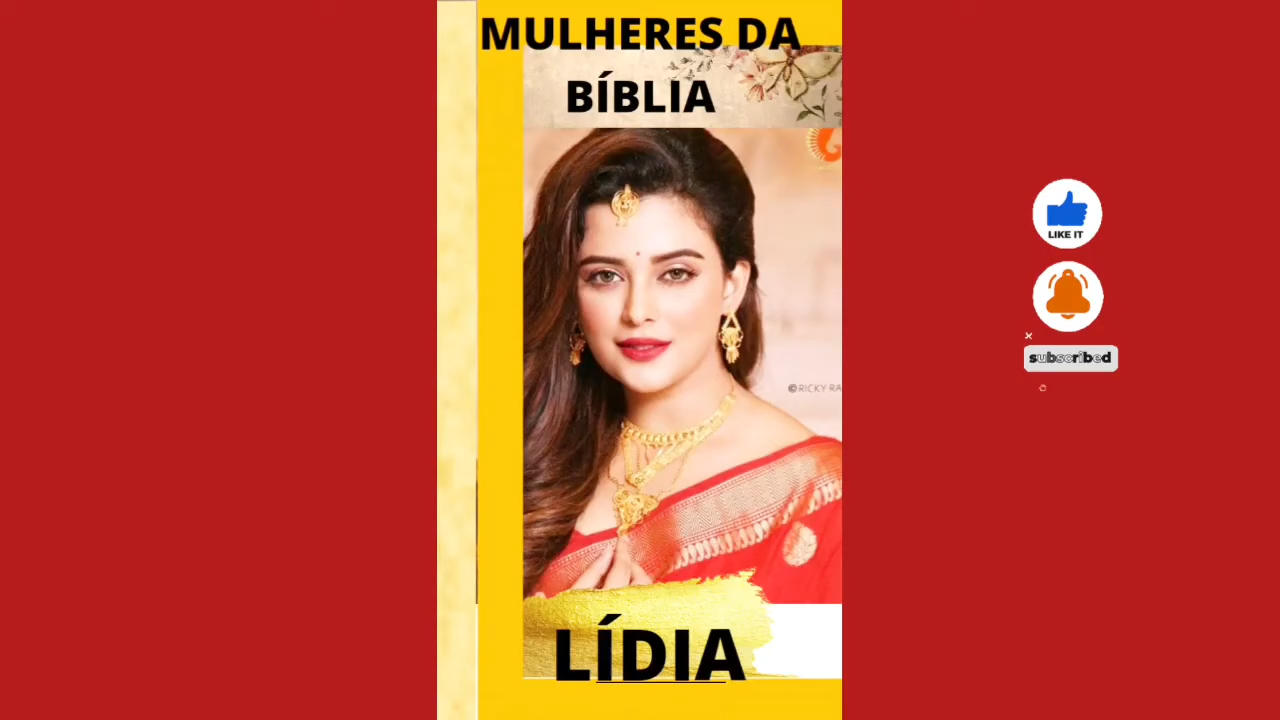 MULHERES DA
BÍBLIA
LIKE IT
subscribed
©RICKY RA
LÍDIA